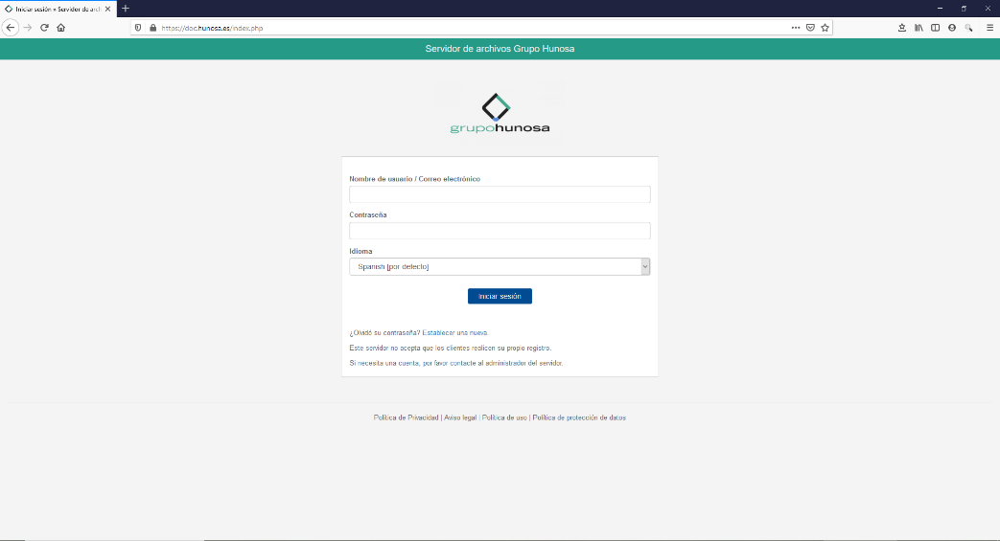 Iniciar sesión » Servidor de arch
https://doc.hunosa.es/index.php
Servidor de archivos Grupo Hunosa
grupohunosa
Nombre de usuario / Correo electrónico
Contraseña
Idioma
Spanish [por defecto]
Iniciar sesión
¿Olvidó su contraseña? Establecer una nueva.
Este servidor no acepta que los clientes realicen su propio registro.
Si necesita una cuenta, por favor contacte al administrador del servidor.
Política de Privacidad | Aviso legal | Política de uso | Política de protección de datos